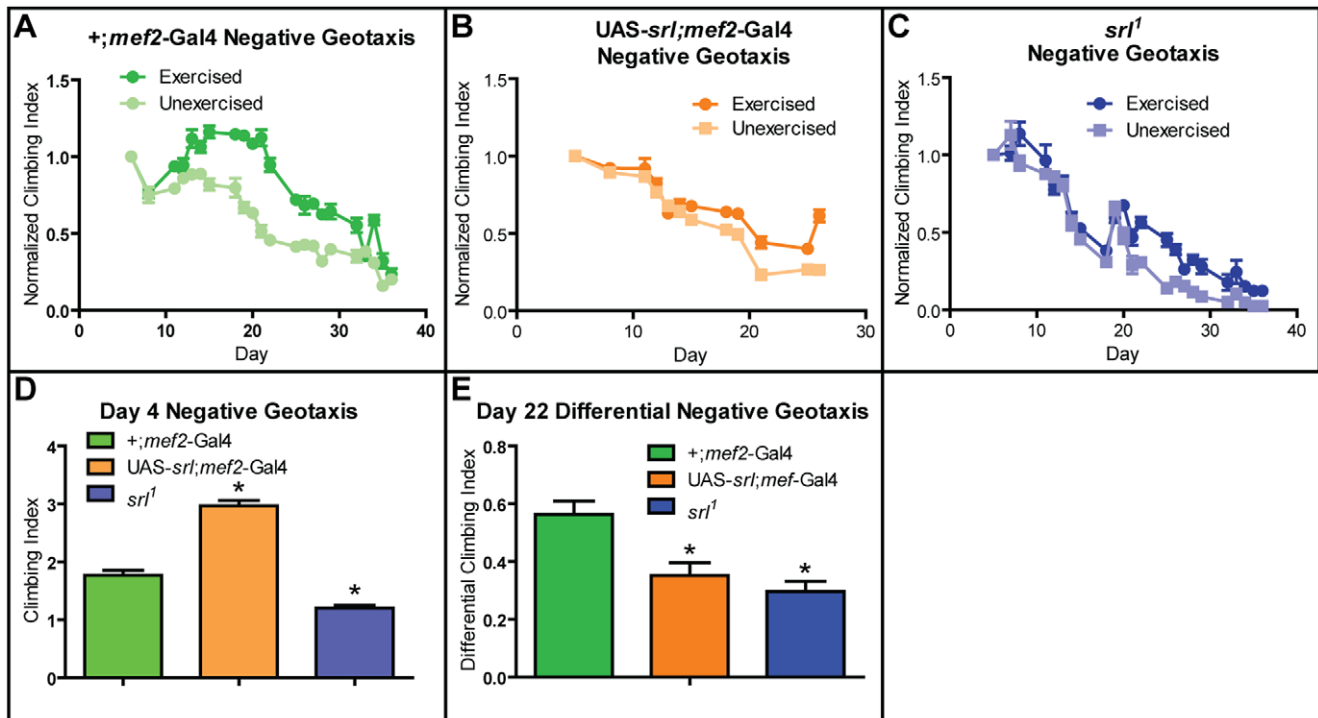 A
+;mef2-Gal4 Negative Geotaxis
Exercised
Unexercised
Normalized Climbing Index
1.5
1.0
0.5
0.0
0
10
20
30
40
Day
B
UAS-srl;mef2-Gal4
Negative Geotaxis
Exercised
Unexercised
Normalized Climbing Index
1.5
1.0
0.5
0.0
0
10
20
30
Day
C
srl1
Negative Geotaxis
Exercised
Unexercised
Normalized Climbing Index
1.5
1.0
0.5
0.0
0
10
20
30
40
Day
D
Day 4 Negative Geotaxis
+;mef2-Gal4
UAS-srl;mef2-Gal4
srl1
Climbing Index
4
3
2
1
0
*
*
E
Day 22 Differential Negative Geotaxis
+;mef2-Gal4
UAS-srl;mef-Gal4
srl1
Differential Climbing Index
0.8
0.6
0.4
0.2
0.0
*
*